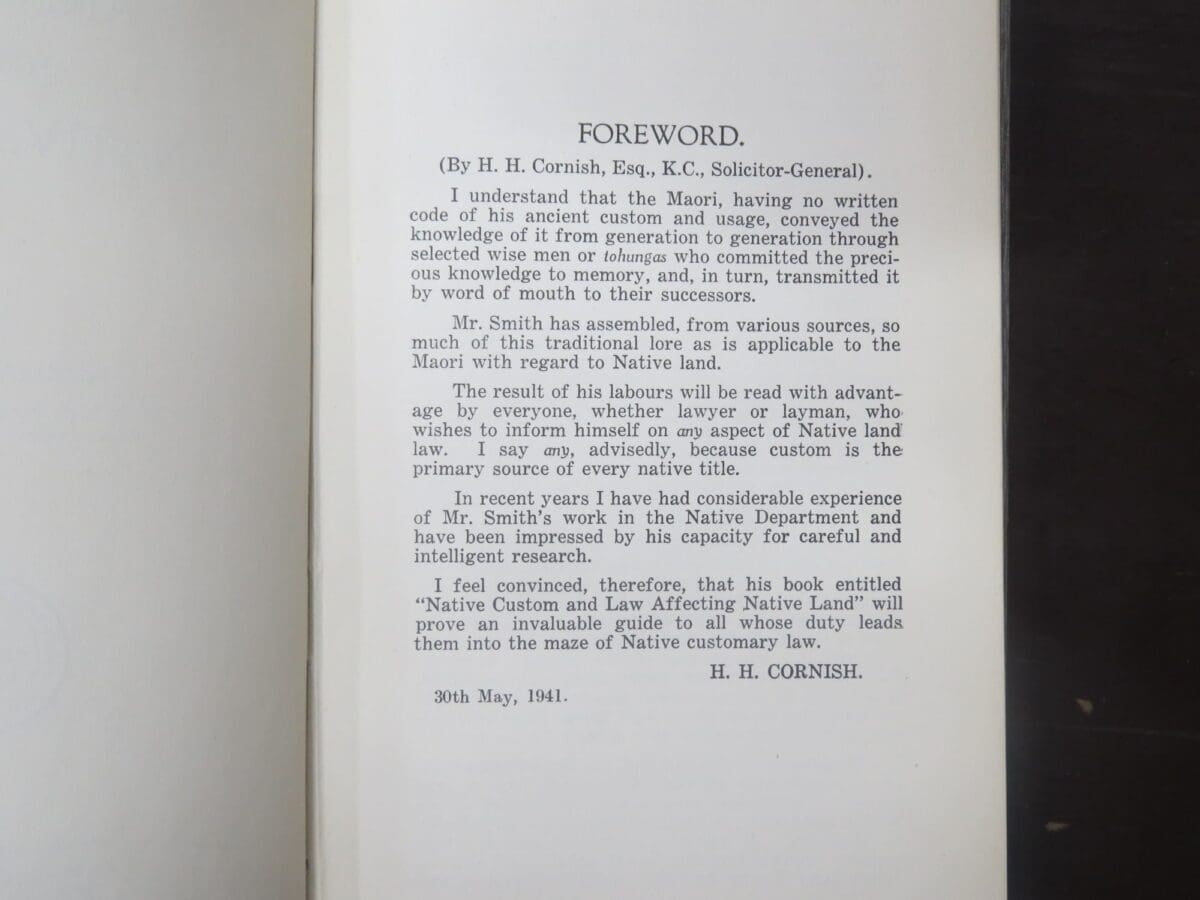 FOREWORD.
(By H. H. Cornish, Esq., K.C., Solicitor-General).
I understand that the Maori, having no written
code of his ancient custom and usage, conveyed the
knowledge of it from generation to generation through
selected wise men or tohungas who committed the preci-
ous knowledge to memory, and, in turn, transmitted it
by word of mouth to their successors.
Mr. Smith has assembled, from various sources, so
much of this traditional lore as is applicable to the
Maori with regard to Native land.
The result of his labours will be read with advant-
age by everyone, whether lawyer or layman, who
wishes to inform himself on any aspect of Native land
law. I say any, advisedly, because custom is the
primary source of every native title.
In recent years I have had considerable experience
of Mr. Smith's work in the Native Department and
have been impressed by his capacity for careful and
intelligent research.
I feel convinced, therefore, that his book entitled
“Native Custom and Law Affecting Native Land” will
prove an invaluable guide to all whose duty leads
them into the maze of Native customary law.
H. H. CORNISH.
30th May, 1941.